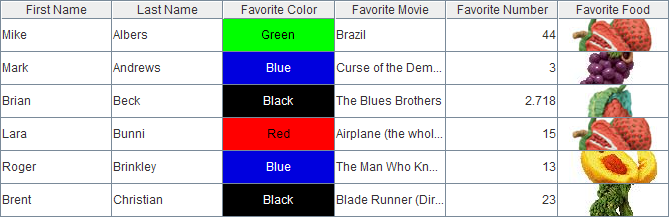 First Name Last Name Favorite Color Favorite Movie Favorite Number Favorite Food
Mike Albers Green Brazil 44
Mark Andrews Blue Curse of the Dem... 3
Brian Beck Black The Blues Brothers 2.718
Lara Bunni Red Airplane (the whol... 15
Roger Brinkley Blue The Man Who Kn... 13
Brent Christian Black Blade Runner (Dir... 23